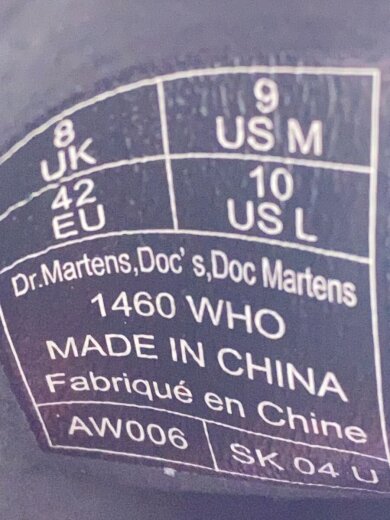 8 UK
9 US M
42 EU
10 US L
Dr.Martens,Doc's,Doc Martens
1460 WHO
MADE IN CHINA
Fabriqué en Chine
AW006
SK 04 U